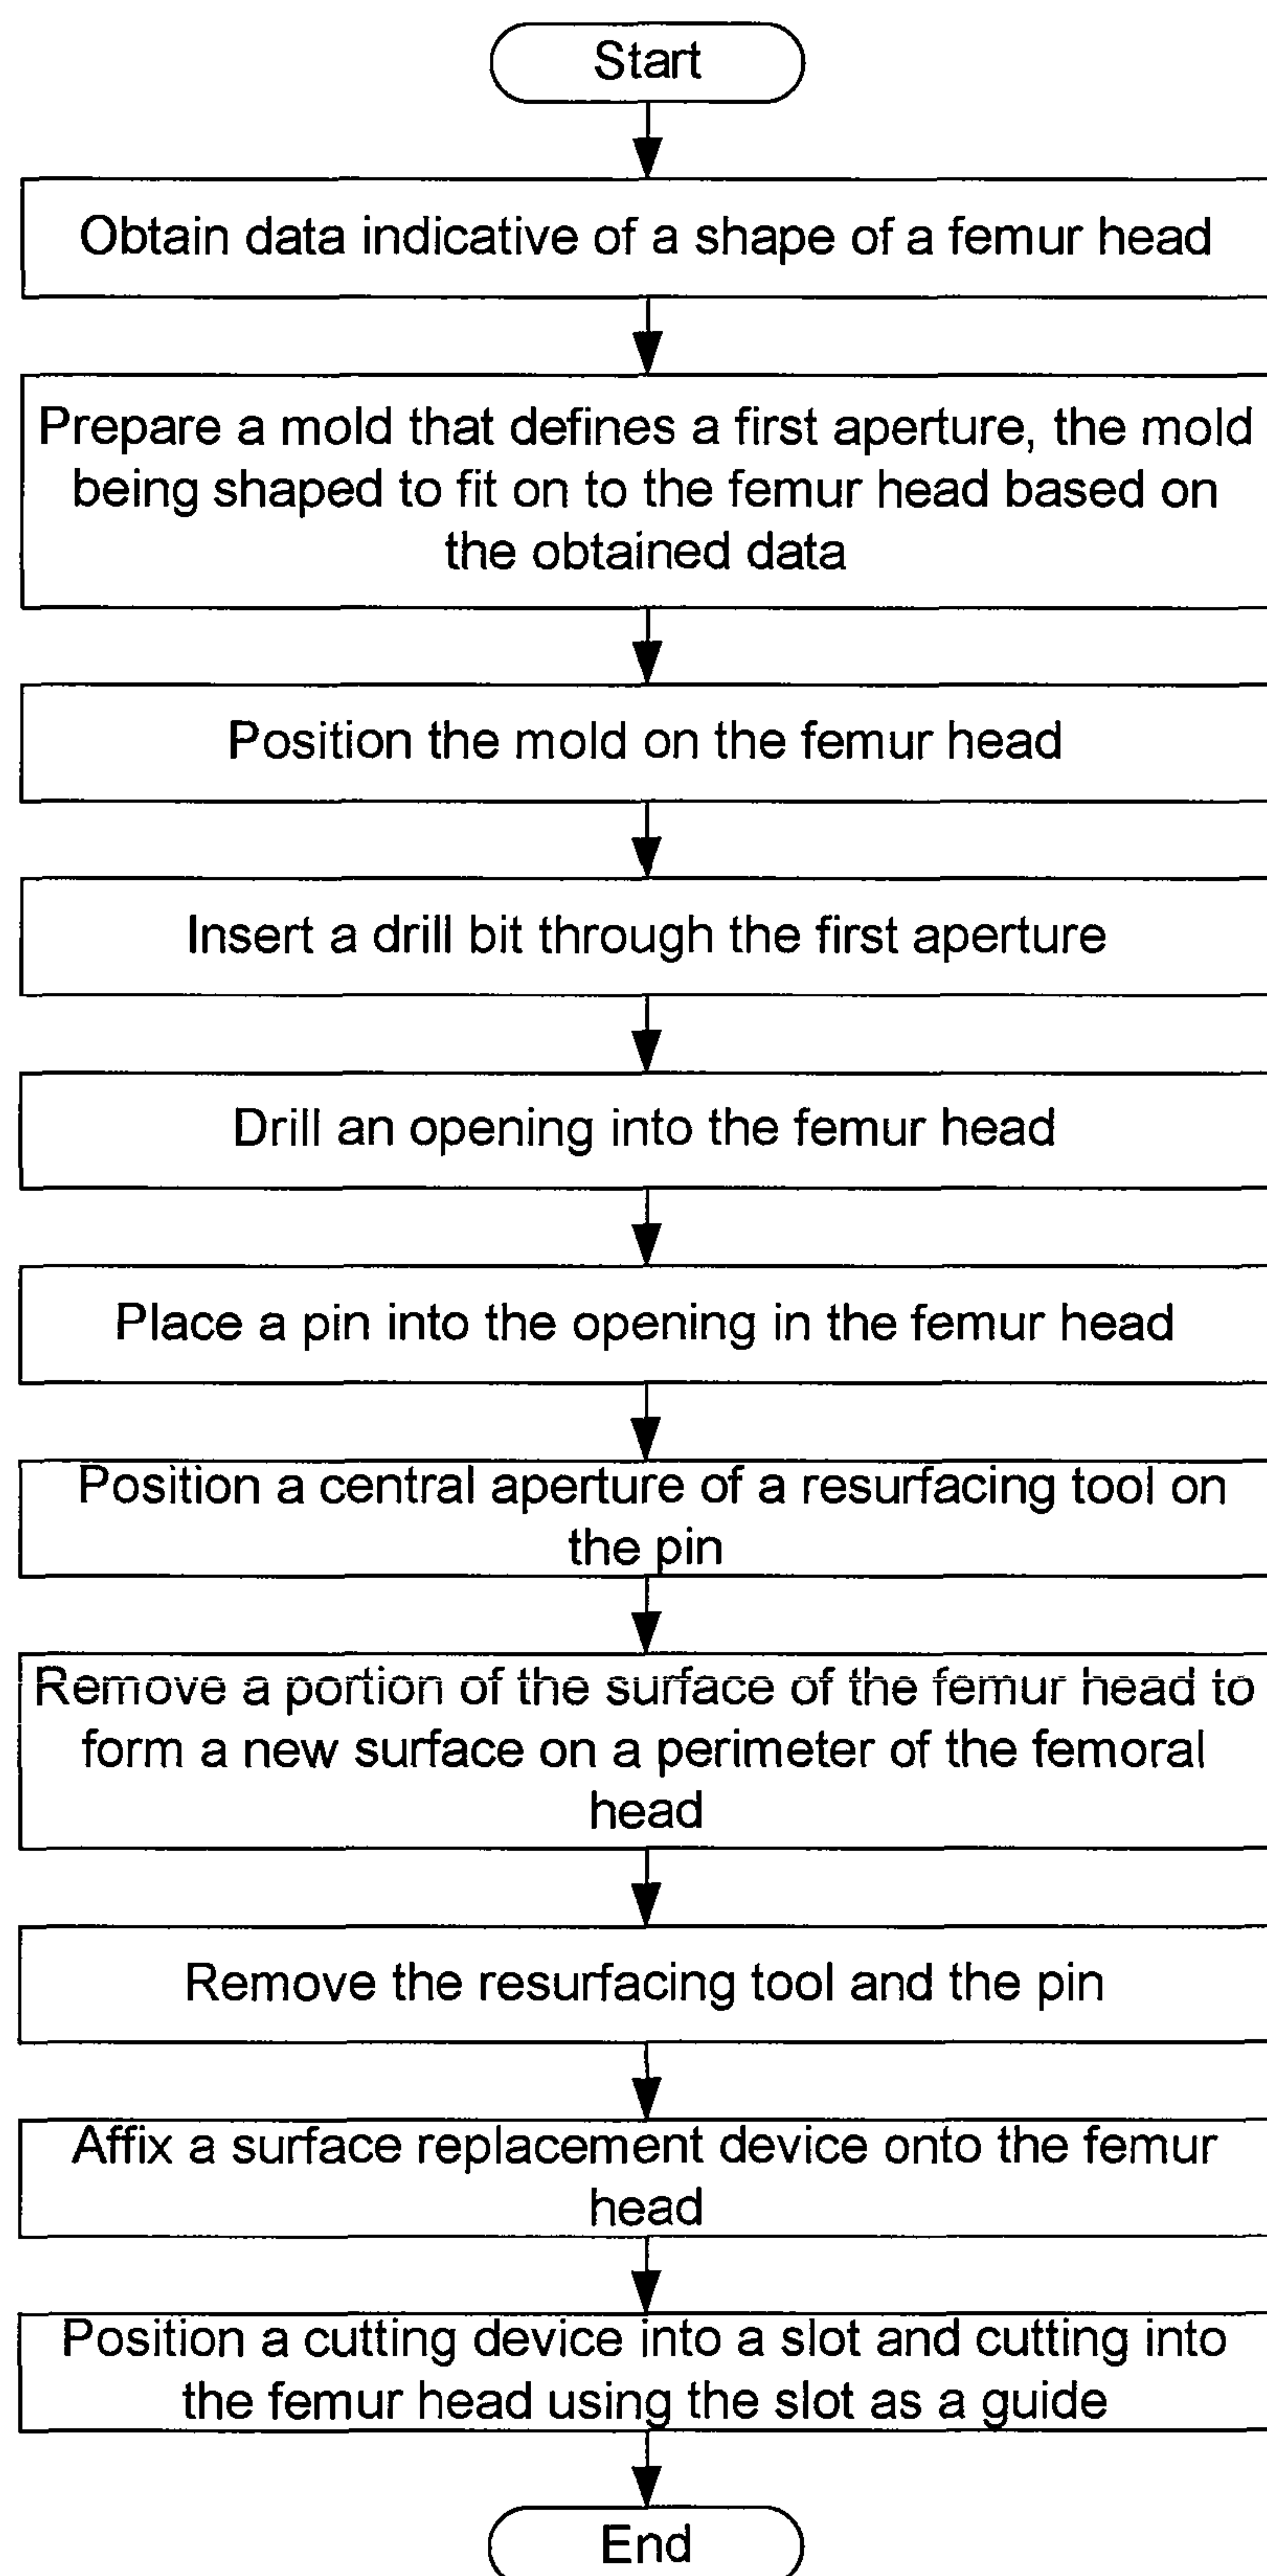 Start
Obtain data indicative of a shape of a femur head
Prepare a mold that defines a first aperture, the mold
being shaped to fit on to the femur head based on
the obtained data
Position the mold on the femur head
Insert a drill bit through the first aperture
Drill an opening into the femur head
Place a pin into the opening in the femur head
Position a central aperture of a resurfacing tool on
the pin
Remove a portion of the surface of the femur head to
form a new surface on a perimeter of the femoral
head
Remove the resurfacing tool and the pin
Affix a surface replacement device onto the femur
head
Position a cutting device into a slot and cutting into
the femur head using the slot as a guide
End